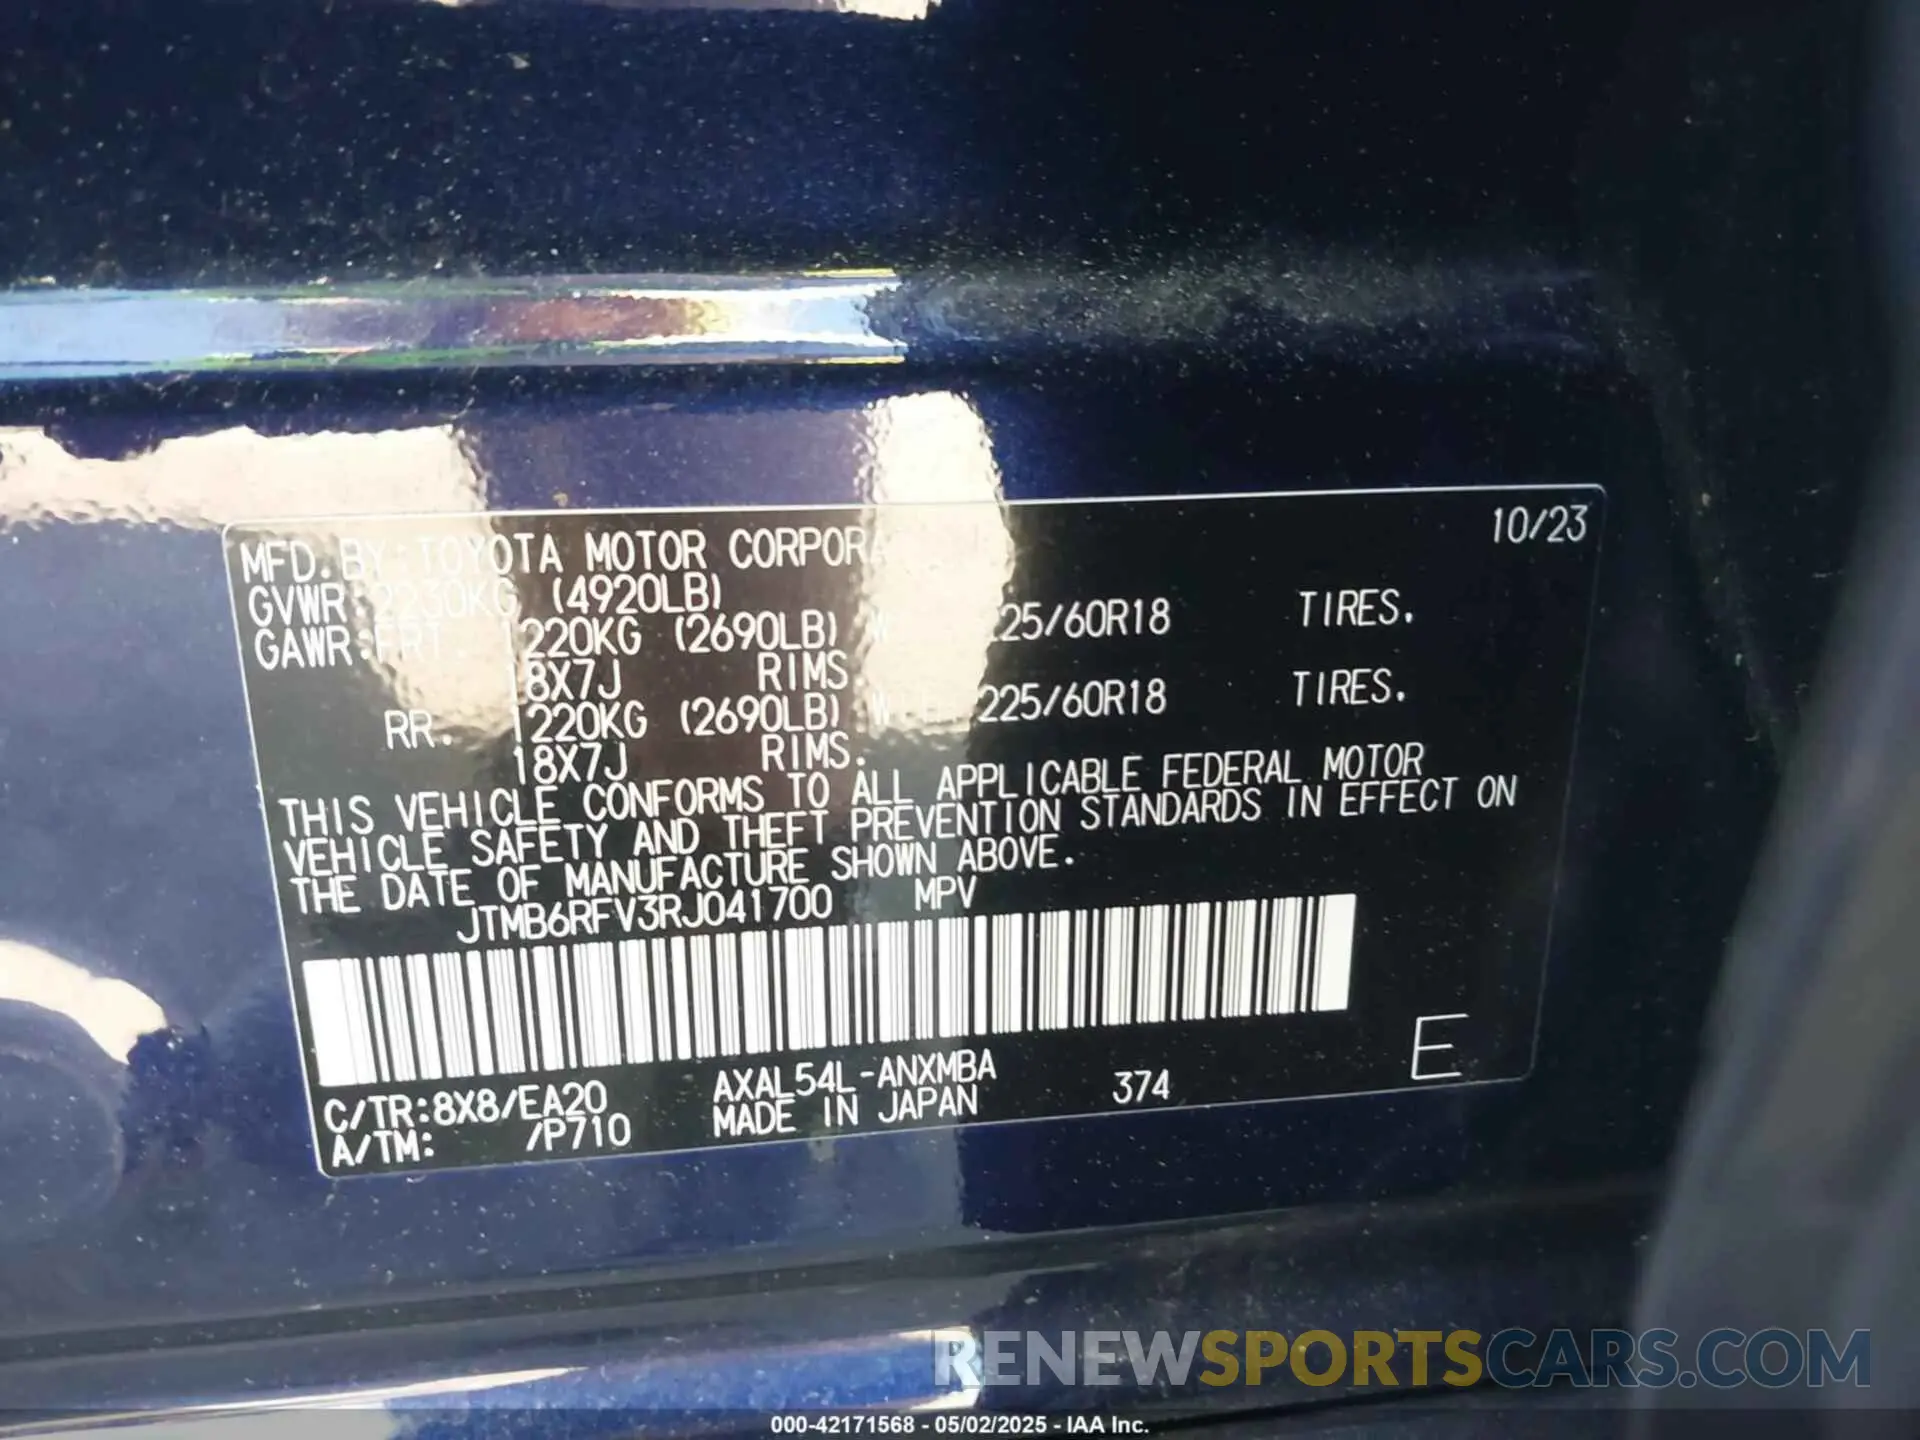 10/23
MFD. BY: TOYOTA MOTOR
GVWR: 2230KG (4920LB)
GAWR: FRT. 1220KG (2690LB) 225/60R18 TIRES.
18X7J RIMS
RR. 1220KG (2690LB) 225/60R18 TIRES.
18X7J RIMS.
THIS VEHICLE CONFORMS TO ALL APPLICABLE FEDERAL MOTOR
VEHICLE SAFETY AND THEFT PREVENTION STANDARDS IN EFFECT ON
THE DATE OF MANUFACTURE SHOWN ABOVE.
JTMB6RFV3RJ041700 MPV
C/TR:8X8/EA20 AXAL54L-ANXMBA 374 E
A/TM: /P710 MADE IN JAPAN
RENEWSPORTSCARS.COM
000-42171568 - 05/02/2025 - IAA Inc.